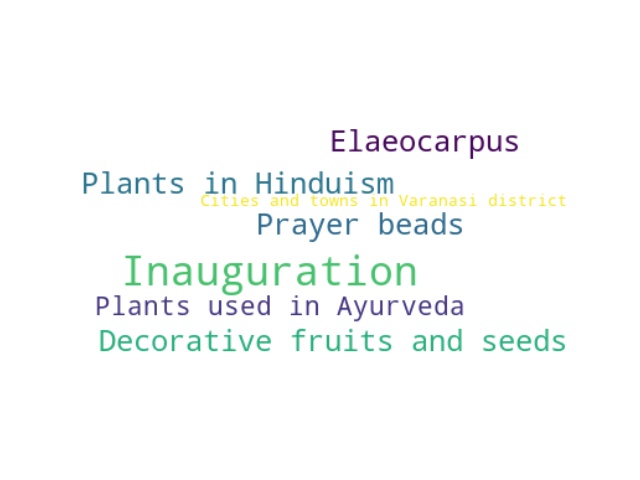 Elaeocarpus
Plants in Hinduism
Cities and towns in Varanasi district
Prayer beads
Inauguration
Plants used in Ayurveda
Decorative fruits and seeds